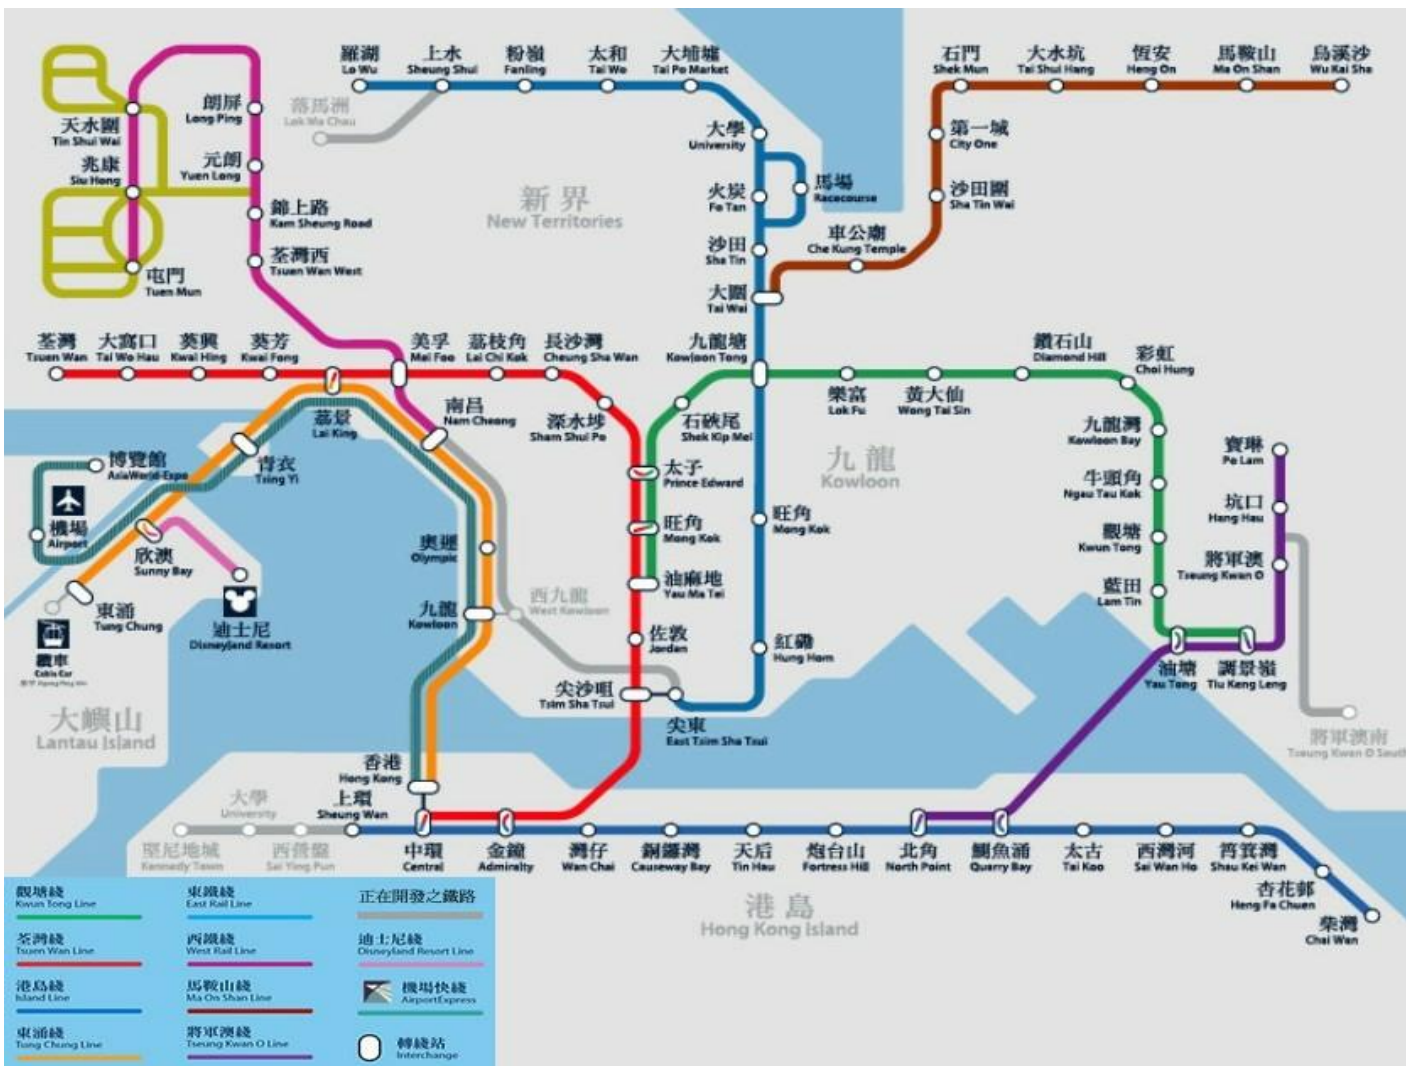 羅湖
Lo Wu
上水
Sheung Shui
粉嶺
Fanling
太和
Tai Wo
大埔墟
Tai Po Market
石門
Shek Mun
大水坑
Tai Shui Hang
恆安
Heng On
馬鞍山
Ma On Shan
烏溪沙
Wu Kai Sha
落馬洲
Lok Ma Chau
天水圍
Tin Shui Wai
朗屏
Long Ping
兆康
Siu Hong
元朗
Yuen Long
錦上路
Kam Sheung Road
荃灣西
Tsuen Wan West
屯門
Tuen Mun
新界
New Territories
大學
University
火炭
Fo Tan
馬場
Racecourse
沙田
Sha Tin
大圍
Tai Wai
第一城
City One
沙田圍
Sha Tin Wai
車公廟
Che Kung Temple
荃灣
Tsuen Wan
大窩口
Tai Wo Hau
葵興
Kwai Hing
葵芳
Kwai Fong
美孚
Mei Foo
荔枝角
Lai Chi Kok
長沙灣
Cheung Sha Wan
九龍塘
Kowloon Tong
鑽石山
Diamond Hill
彩虹
Choi Hung
荔景
Lai King
南昌
Nam Cheong
深水埗
Sham Shui Po
石硤尾
Shek Kip Mei
樂富
Lok Fu
黃大仙
Wong Tai Sin
九龍灣
Kowloon Bay
寶琳
Po Lam
博覽館
AsiaWorld-Expo
青衣
Tsing Yi
太子
Prince Edward
九龍
Kowloon
牛頭角
Ngau Tau Kok
坑口
Hang Hau
機場
Airport
欣澳
Sunny Bay
奧運
Olympic
旺角
Mong Kok
旺角
Mong Kok
觀塘
Kwun Tong
將軍澳
Tseung Kwan O
東涌
Tung Chung
迪士尼
Disneyland Resort
九龍
Kowloon
西九龍
West Kowloon
油麻地
Yau Ma Tei
藍田
Lam Tin
纜車
Cable Car
佐敦
Jordan
紅磡
Hung Hom
油塘
Yau Tong
調景嶺
Tiu Keng Leng
尖沙咀
Tsim Sha Tsui
尖東
East Tsim Sha Tsui
大嶼山
Lantau Island
將軍澳南
Tseung Kwan O South
香港
Hong Kong
大學
University
上環
Sheung Wan
堅尼地城
Kennedy Town
西營盤
Sai Ying Pun
中環
Central
金鐘
Admiralty
灣仔
Wan Chai
銅鑼灣
Causeway Bay
天后
Tin Hau
炮台山
Fortress Hill
北角
North Point
鰂魚涌
Quarry Bay
太古
Tai Koo
西灣河
Sai Wan Ho
筲箕灣
Shau Kei Wan
杏花邨
Heng Fa Chuen
柴灣
Chai Wan
港島
Hong Kong Island
觀塘綫
Kwun Tong Line
東鐵綫
East Rail Line
正在開發之鐵路
荃灣綫
Tsuen Wan Line
西鐵綫
West Rail Line
迪士尼綫
Disneyland Resort Line
港島綫
Island Line
馬鞍山綫
Ma On Shan Line
機場快綫
AirportExpress
東涌綫
Tung Chung Line
將軍澳綫
Tseung Kwan O Line
轉綫站
Interchange